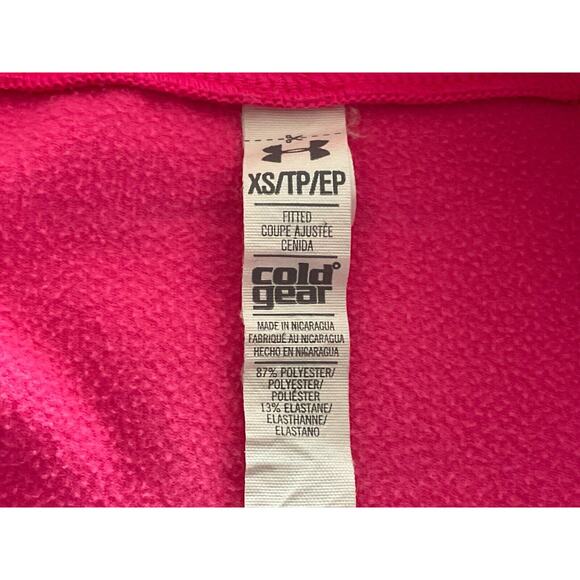 XS/TP/EP
FITTED
COUPE AJUSTÉE
CEÑIDA
cold°
gear
MADE IN NICARAGUA
FABRIQUÉ AU NICARAGUA
HECHO EN NICARAGUA
87% POLYESTER/
POLYESTER/
POLIÉSTER
13% ELASTANE/
ELASTHANNE/
ELASTANO